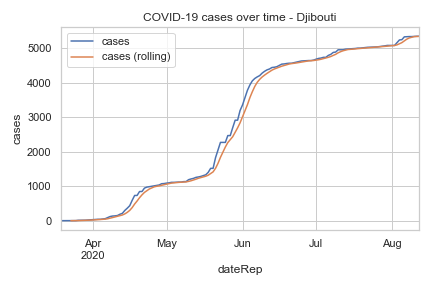 COVID-19 cases over time - Djibouti
cases
cases (rolling)
5000
4000
3000
2000
1000
0
cases
Apr
2020
May
Jun
Jul
Aug
dateRep